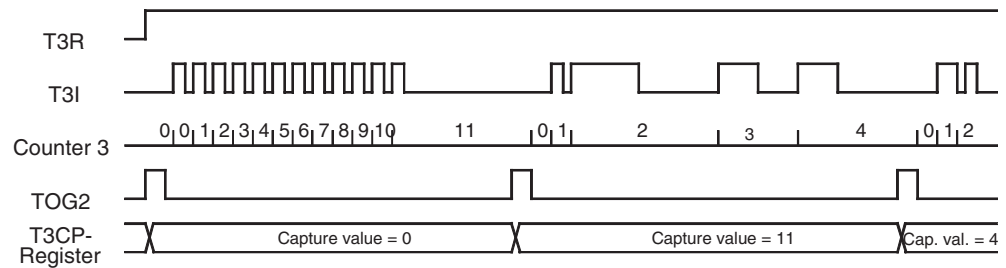 T3R
T3I
Counter 3
0 0 1 2 3 4 5 6 7 8 9 10 11 0 1 2 3 4 0 1 2
TOG2
T3CP-
Register
Capture value = 0 Capture value = 11 Cap. val. = 4